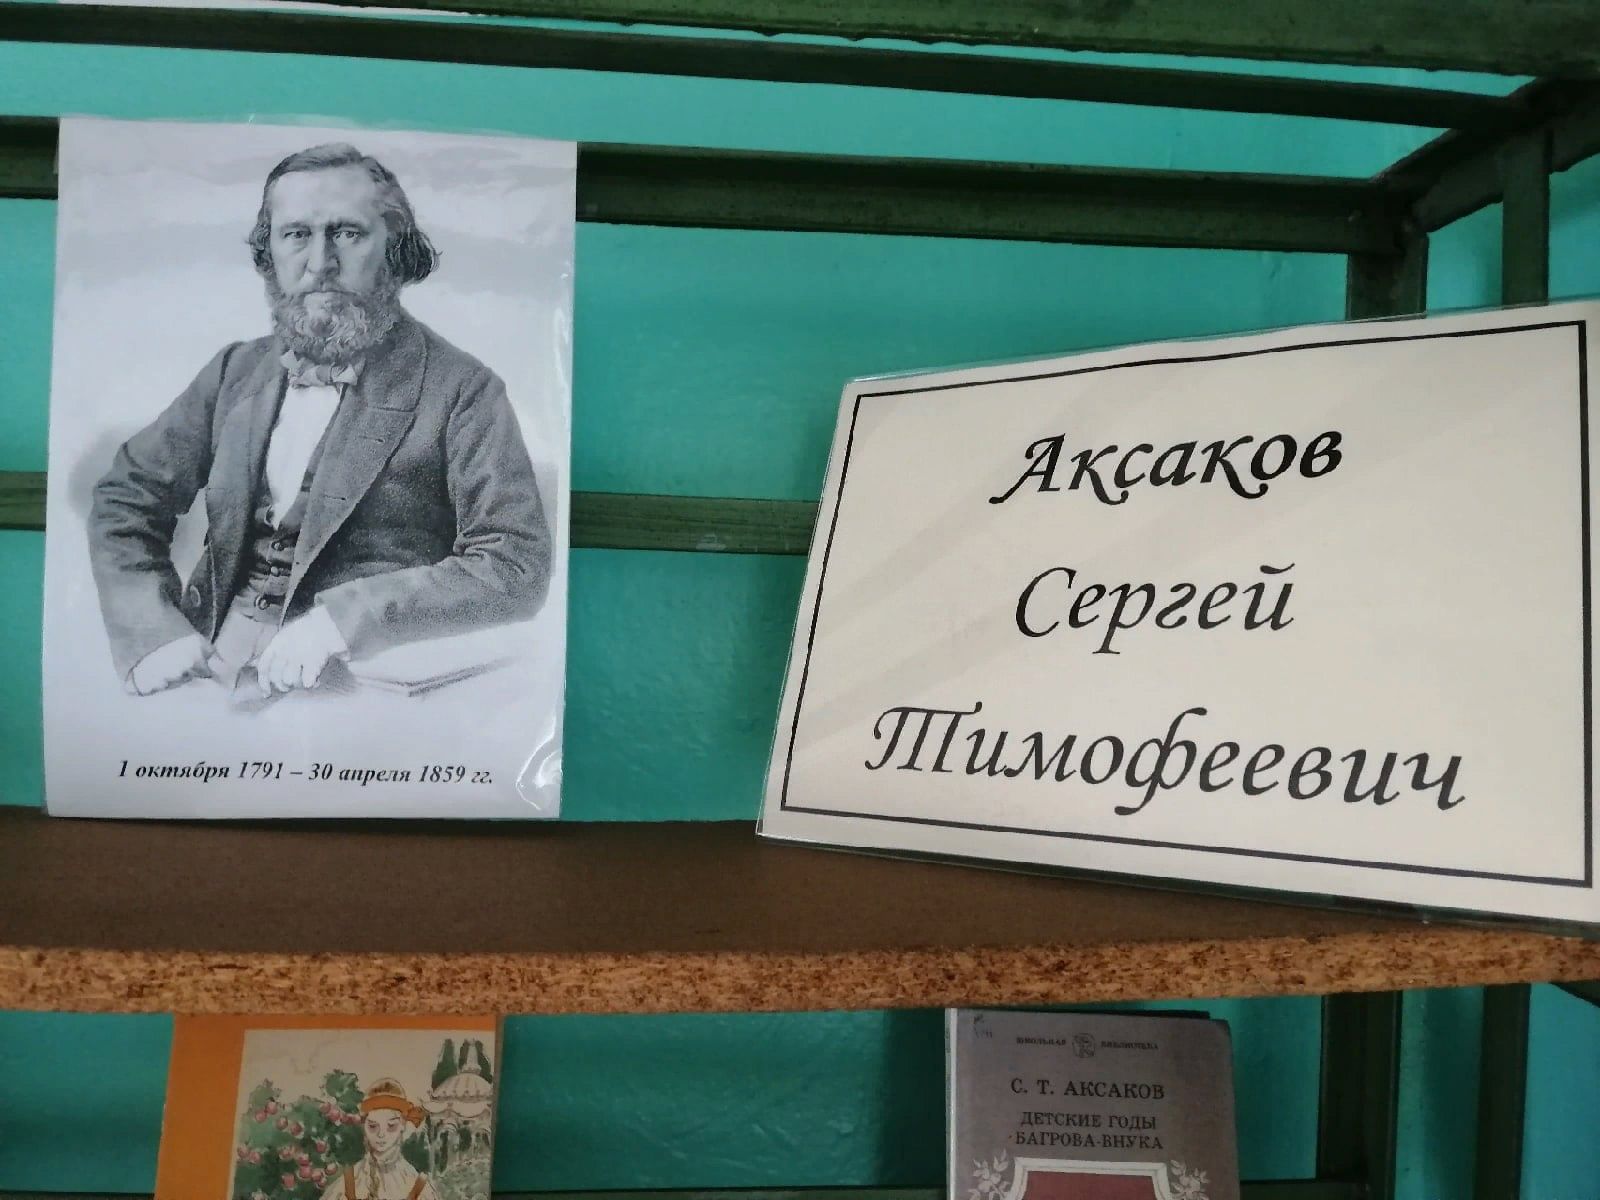 1 октября 1791 – 30 апреля 1859 гг.
Аксаков
Сергей
Тимофеевич
ШКОЛЬНАЯ БИБЛИОТЕКА
С. Т. АКСАКОВ
ДЕТСКИЕ ГОДЫ
БАГРОВА-ВНУКА